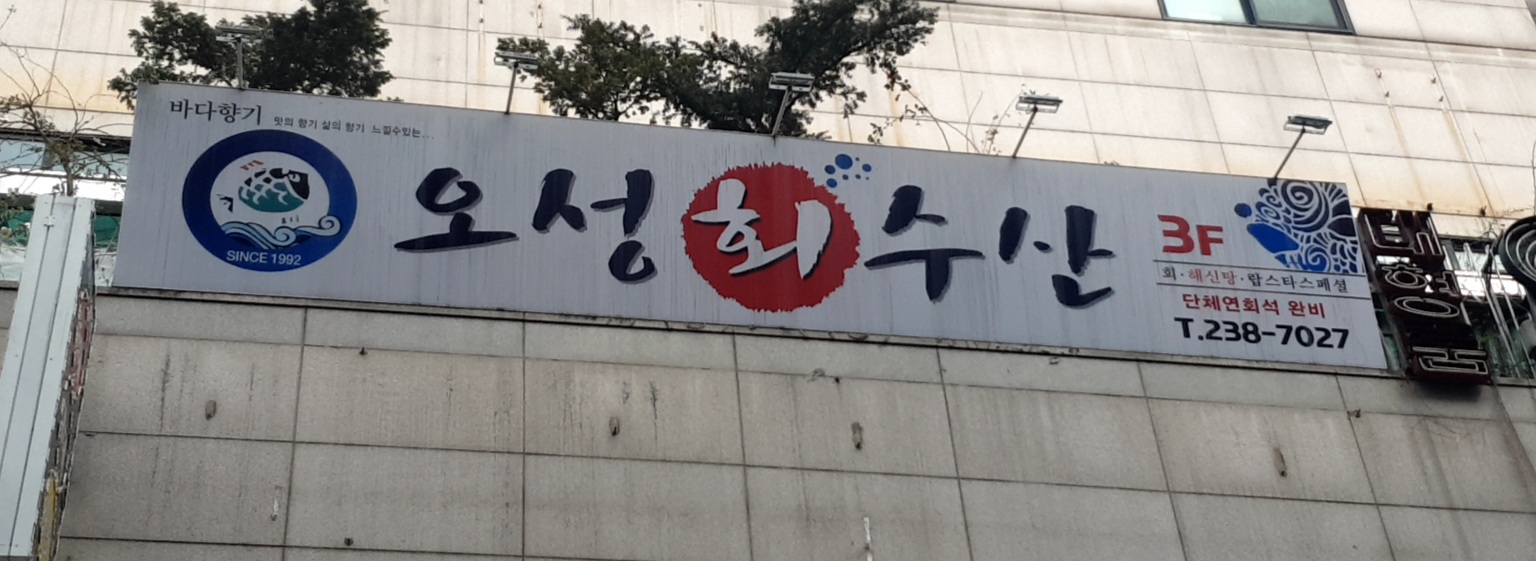 바다향기 맛의 향기 삶의 향기 느낄수있는...
SINCE 1992
오성회수산
3F
회·해신탕·랍스타스페셜
단체연회석 완비
T.238-7027